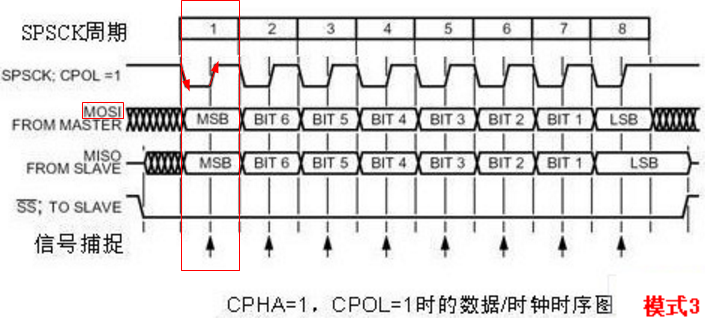 SPSCK周期 1 2 3 4 5 6 7 8
SPSCK; CPOL =1
MOSI
FROM MASTER
MSB BIT 6 BIT 5 BIT 4 BIT 3 BIT 2 BIT 1 LSB
MISO
FROM SLAVE
MSB BIT 6 BIT 5 BIT 4 BIT 3 BIT 2 BIT 1 LSB
SS; TO SLAVE
信号捕捉
CPHA=1，CPOL=1时的数据/时钟时序图 模式3